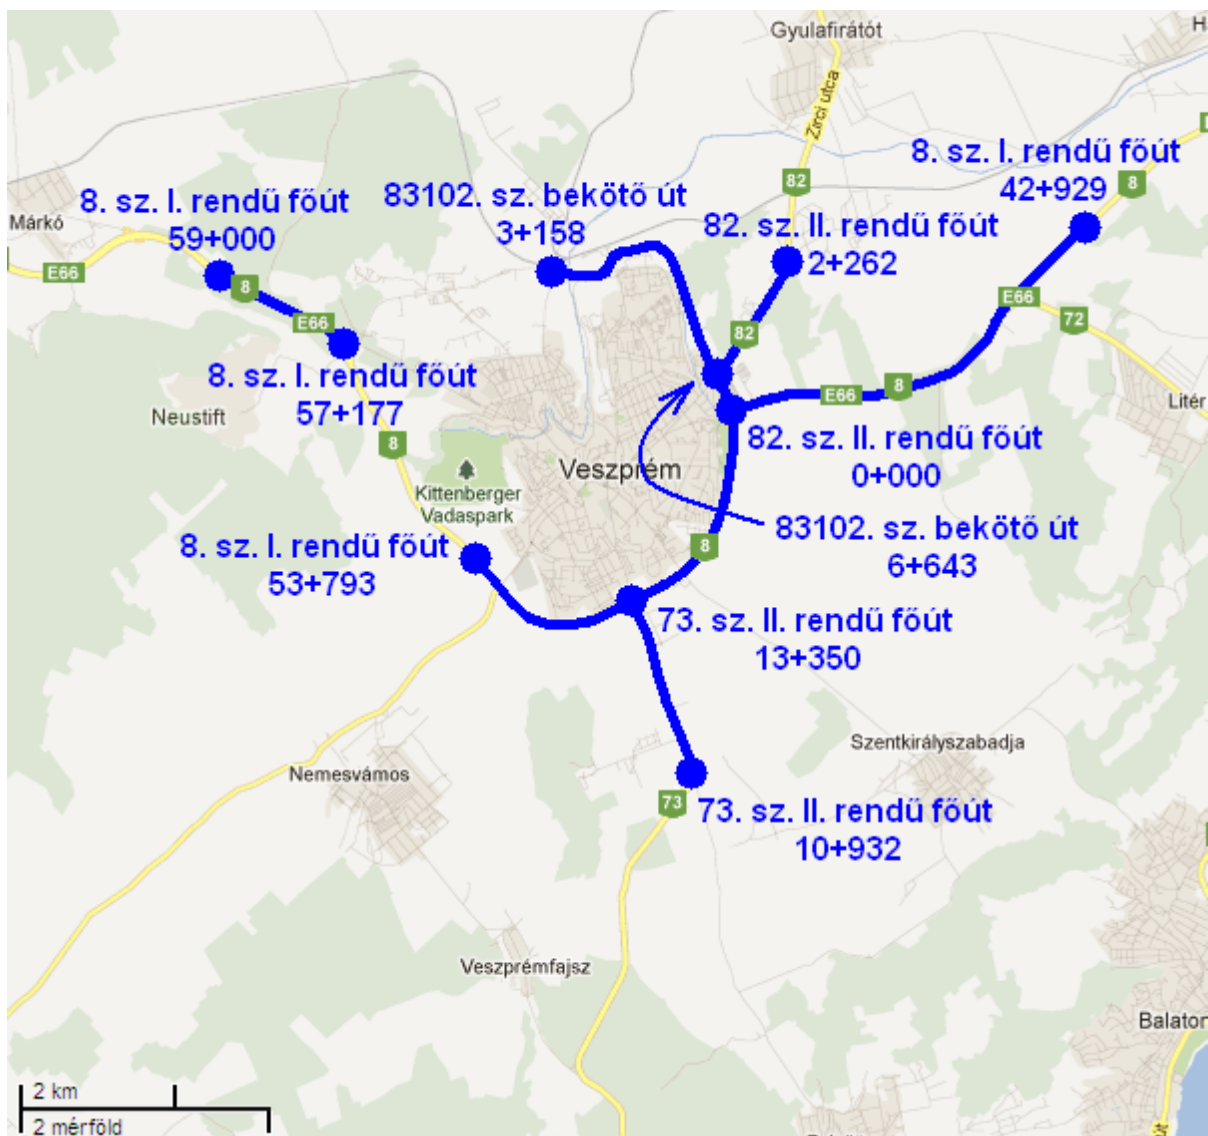 Gyulafirátót
H
Zirci utca
8. sz. I. rendű főút
42+929
8
82
83102. sz. bekötő út
3+158
8. sz. I. rendű főút
59+000
Márkó
E66
82. sz. II. rendű főút
2+262
8
E66
E66
72
82
8. sz. I. rendű főút
57+177
Neustift
E66
8
Litér
82. sz. II. rendű főút
0+000
8
Veszprém
Kittenberger
Vadaspark
83102. sz. bekötő út
6+643
8. sz. I. rendű főút
53+793
8
73. sz. II. rendű főút
13+350
Szentkirályszabadja
Nemesvámos
73
73. sz. II. rendű főút
10+932
Veszprémfajsz
Balaton
2 km
2 mérföld